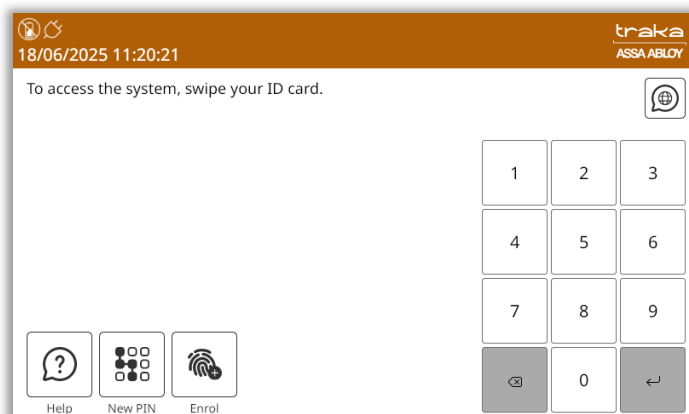 18/06/2025 11:20:21
traka
ASSA ABLOY
To access the system, swipe your ID card.
1 2 3
4 5 6
7 8 9
0
?
Help New PIN Enrol